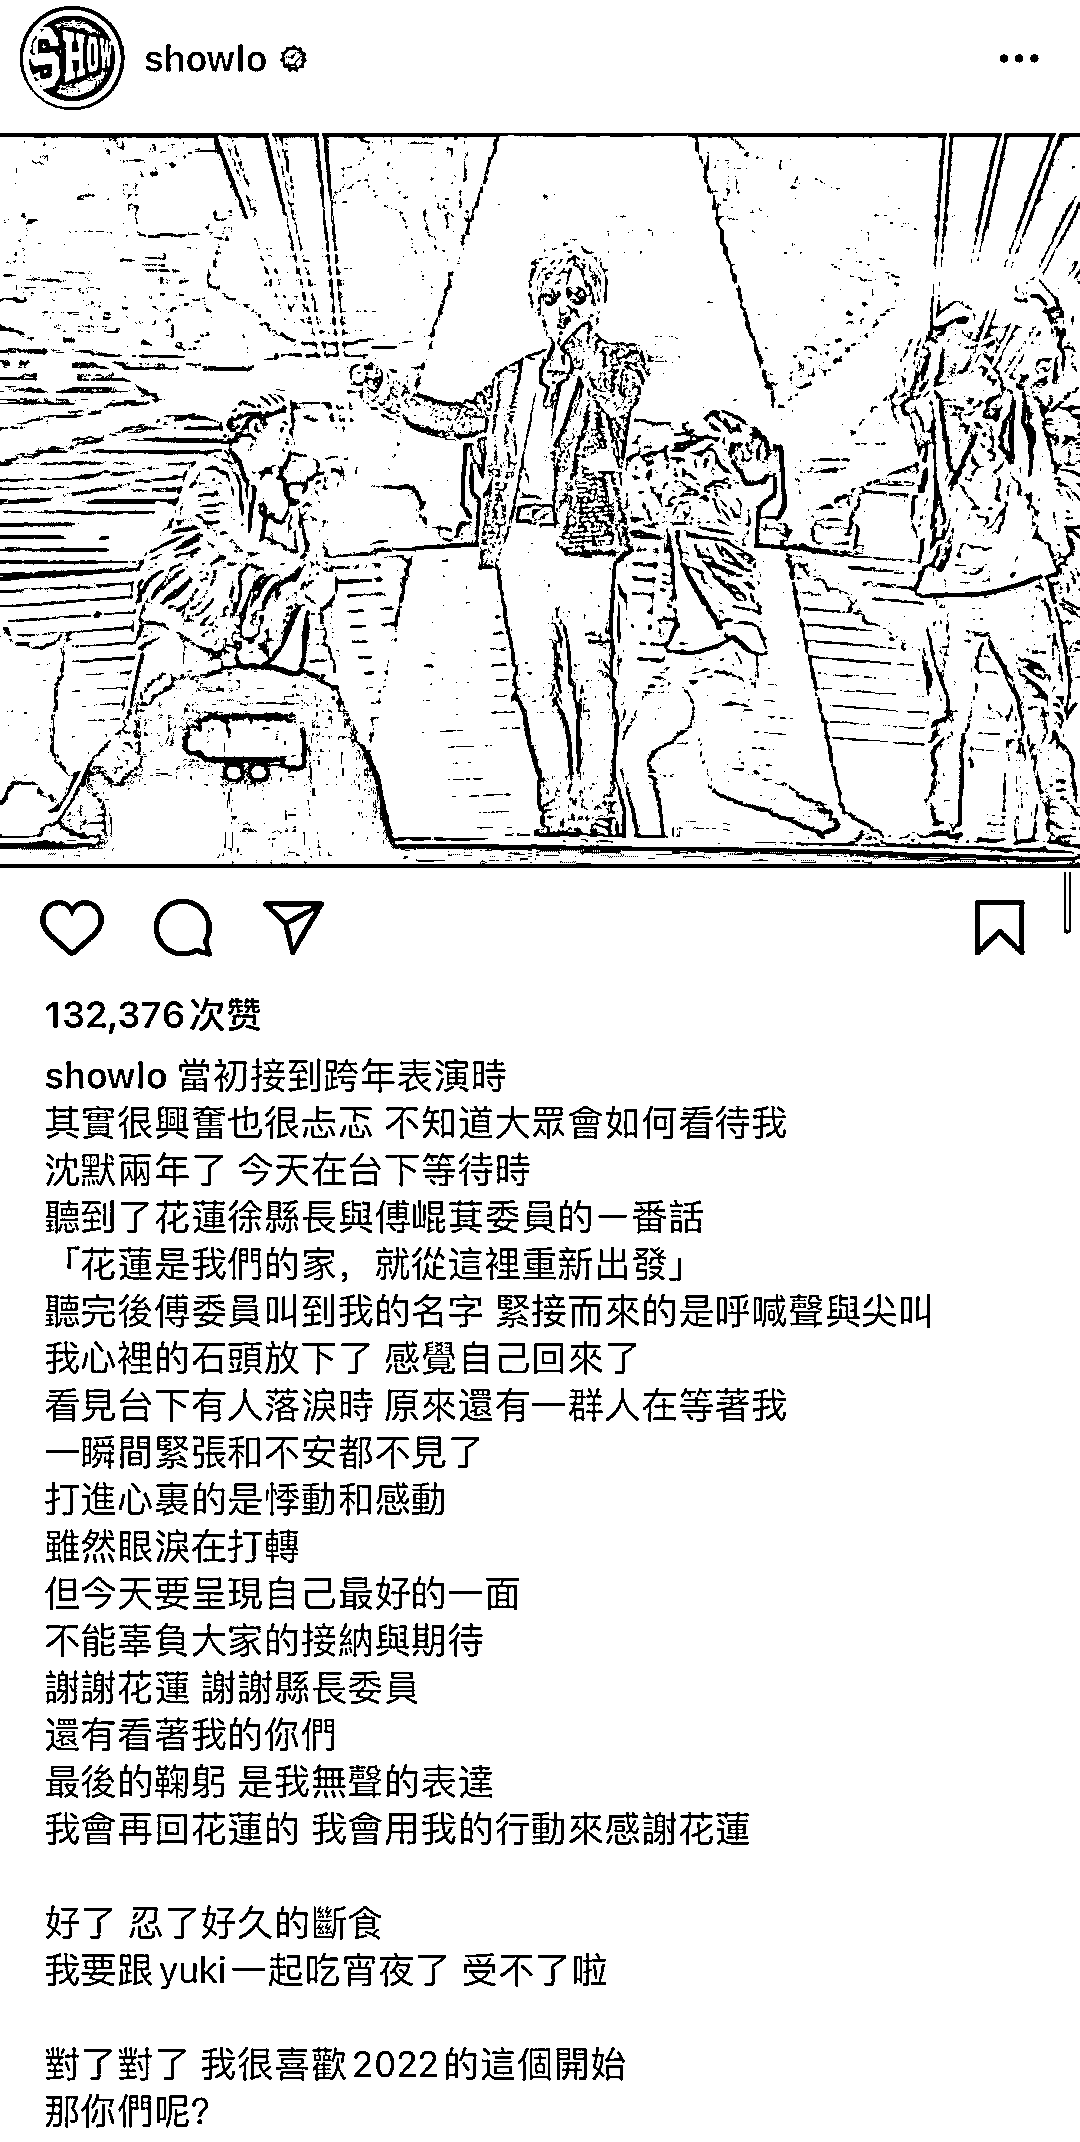 SHOW
showlo
132,376次赞
showlo 當初接到跨年表演時
其實很興奮也很忐忑 不知道大眾會如何看待我
沈默兩年了 今天在台下等待時
聽到了花蓮徐縣長與傅崐萁委員的一番話
「花蓮是我們的家，就從這裡重新出發」
聽完後傅委員叫到我的名字 緊接而來的是呼喊聲與尖叫
我心裡的石頭放下了 感覺自己回來了
看見台下有人落淚時 原來還有一群人在等著我
一瞬間緊張和不安都不見了
打進心裏的是悸動和感動
雖然眼淚在打轉
但今天要呈現自己最好的一面
不能辜負大家的接納與期待
謝謝花蓮 謝謝縣長委員
還有看著我的你們
最後的鞠躬 是我無聲的表達
我會再回花蓮的 我會用我的行動來感謝花蓮
好了 忍了好久的斷食
我要跟yuki一起吃宵夜了 受不了啦
對了對了 我很喜歡2022的這個開始
那你們呢?